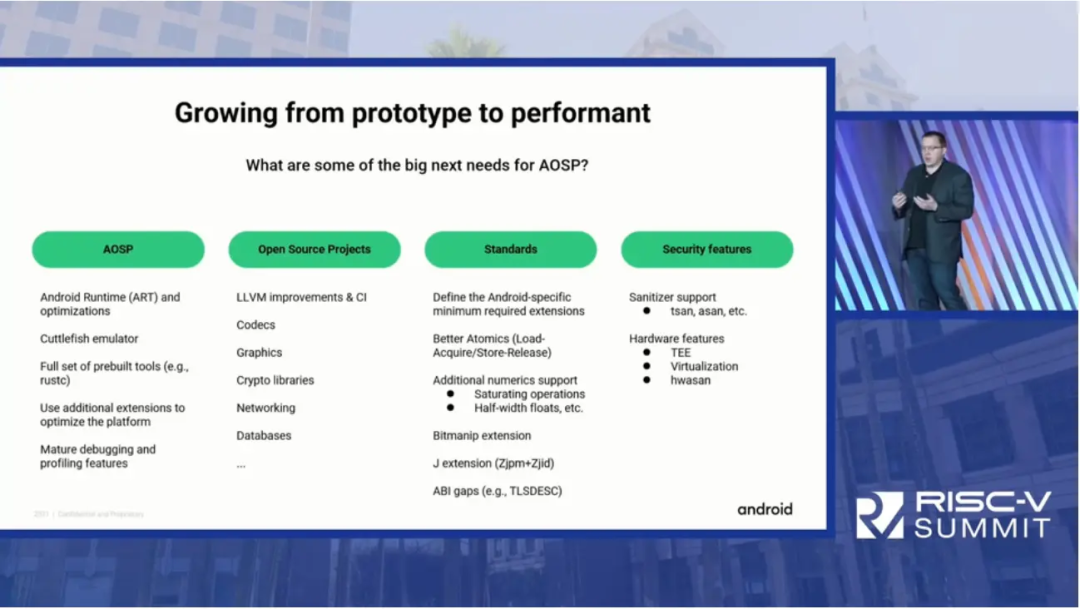 Growing from prototype to performant
What are some of the big next needs for AOSP?
AOSP
Android Runtime (ART) and
optimizations
Cuttlefish emulator
Full set of prebuilt tools (e.g.,
rustc)
Use additional extensions to
optimize the platform
Mature debugging and
profiling features
Open Source Projects
LLVM improvements & CI
Codecs
Graphics
Crypto libraries
Networking
Databases
...
Standards
Define the Android-specific
minimum required extensions
Better Atomics (Load-
Acquire/Store-Release)
Additional numerics support
● Saturating operations
● Half-width floats, etc.
Bitmanip extension
J extension (Zjpm+Zjid)
ABI gaps (e.g., TLSDESC)
Security features
Sanitizer support
● tsan, asan, etc.
Hardware features
● TEE
● Virtualization
● hwasan
| Confidential and Proprietary
android
RISC-V
SUMMIT